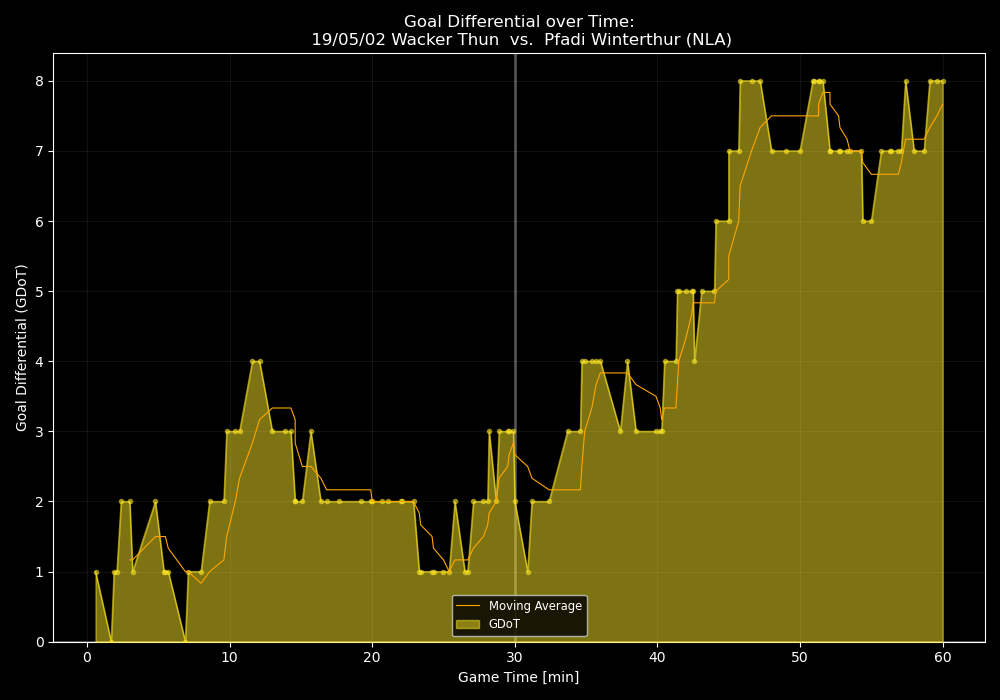 Goal Differential over Time:
19/05/02 Wacker Thun  vs.  Pfadi Winterthur (NLA)
Goal Differential (GDoT)
8
7
6
5
4
3
2
1
0
Moving Average
GDoT
0 10 20 30 40 50 60
Game Time [min]